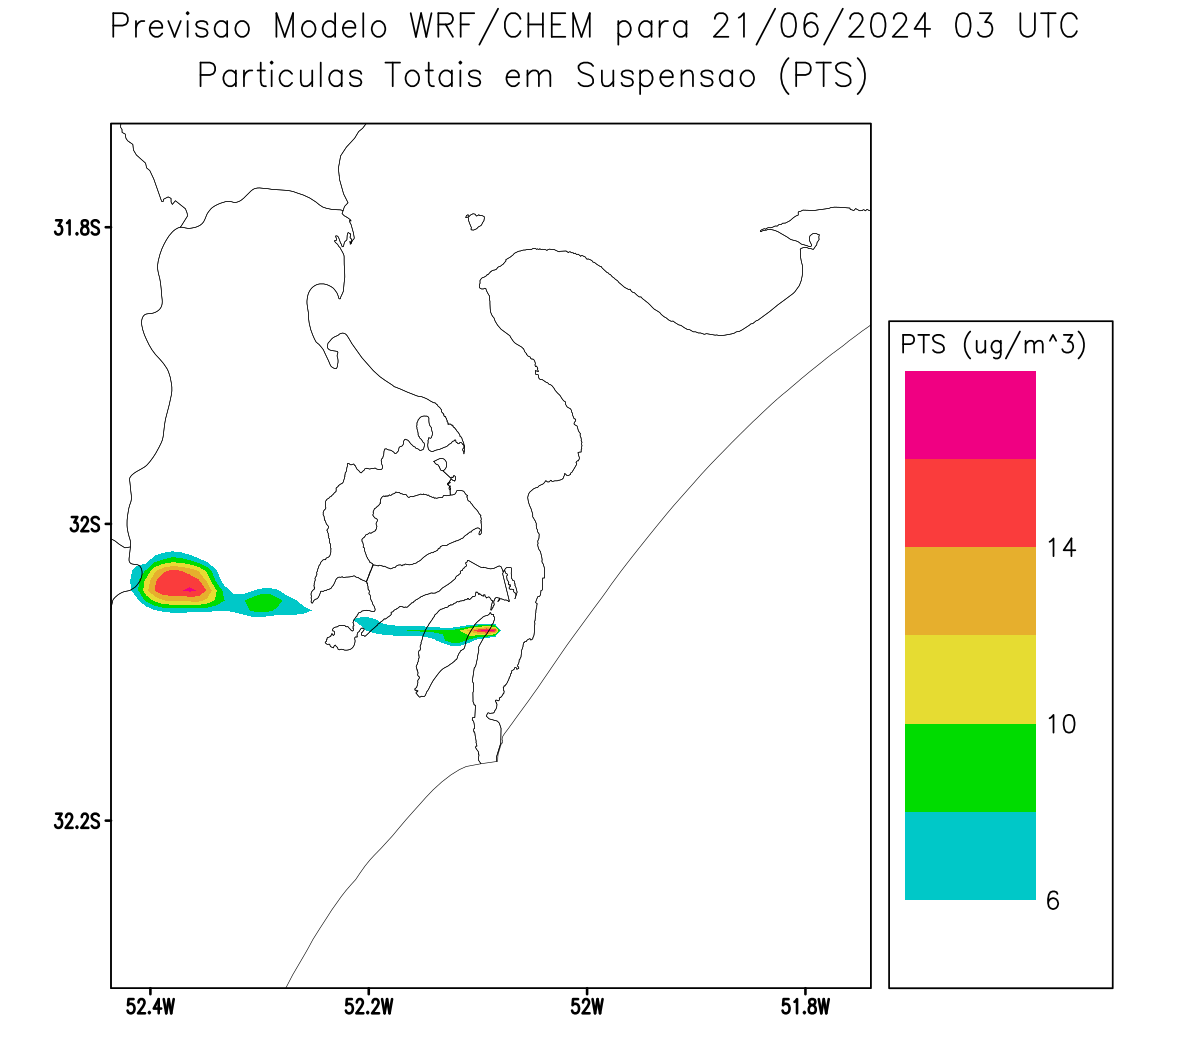 Previsao Modelo WRF/CHEM para 21/06/2024 03 UTC
Particulas Totais em Suspensao (PTS)
31.8S
32S
32.2S
52.4W
52.2W
52W
51.8W
PTS (ug/m^3)
14
10
6